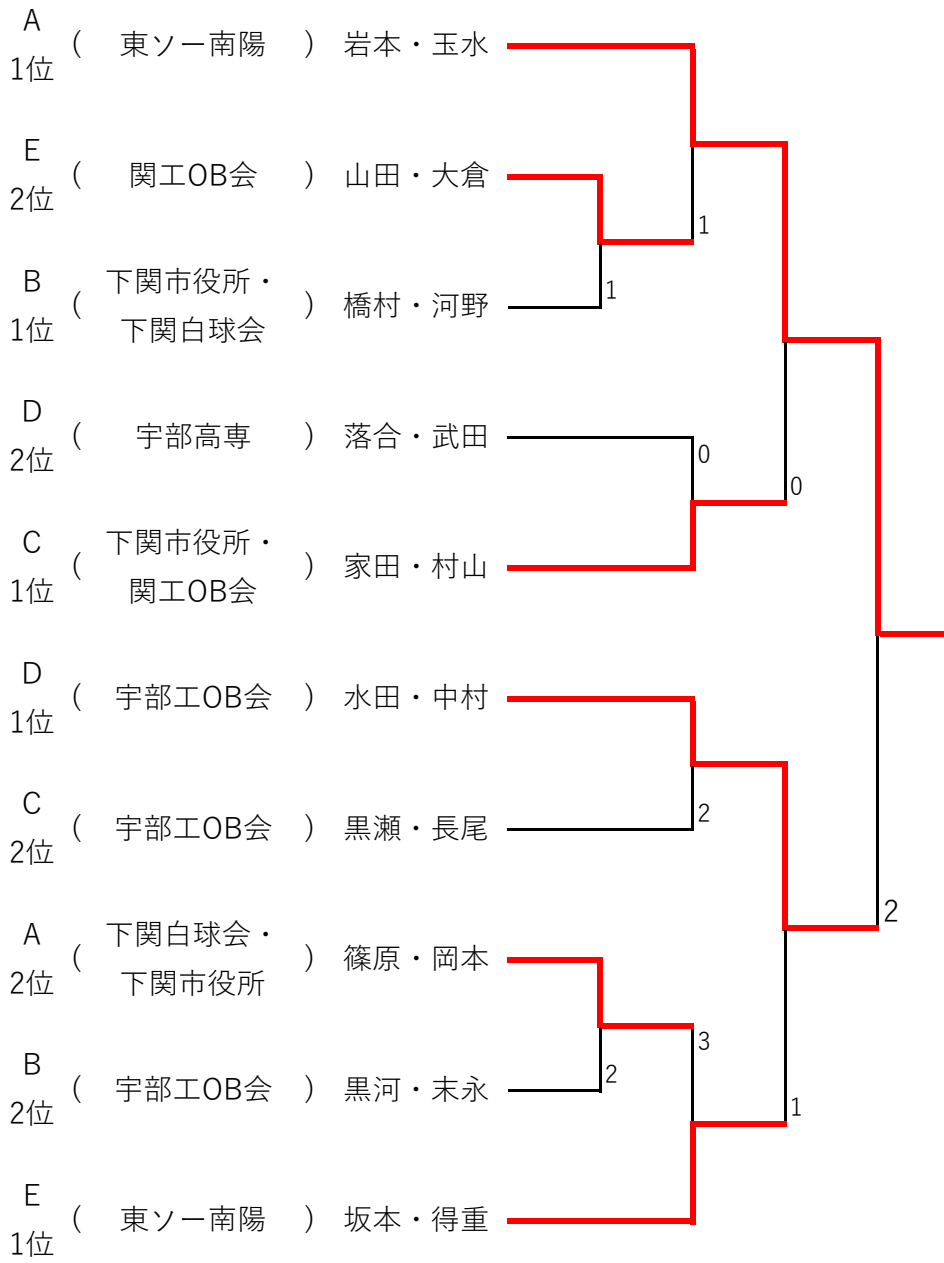 A
1位
( 東ソー南陽 ) 岩本・玉水
E
2位
( 関工OB会 ) 山田・大倉
1
B
1位
( 下関市役所・
下関白球会 ) 橋村・河野
1
D
2位
( 宇部高専 ) 落合・武田
0
0
C
1位
( 下関市役所・
関工OB会 ) 家田・村山
D
1位
( 宇部工OB会 ) 水田・中村
C
2位
( 宇部工OB会 ) 黒瀬・長尾
2
2
A
2位
( 下関白球会・
下関市役所 ) 篠原・岡本
3
B
2位
( 宇部工OB会 ) 黒河・末永
2
1
E
1位
( 東ソー南陽 ) 坂本・得重